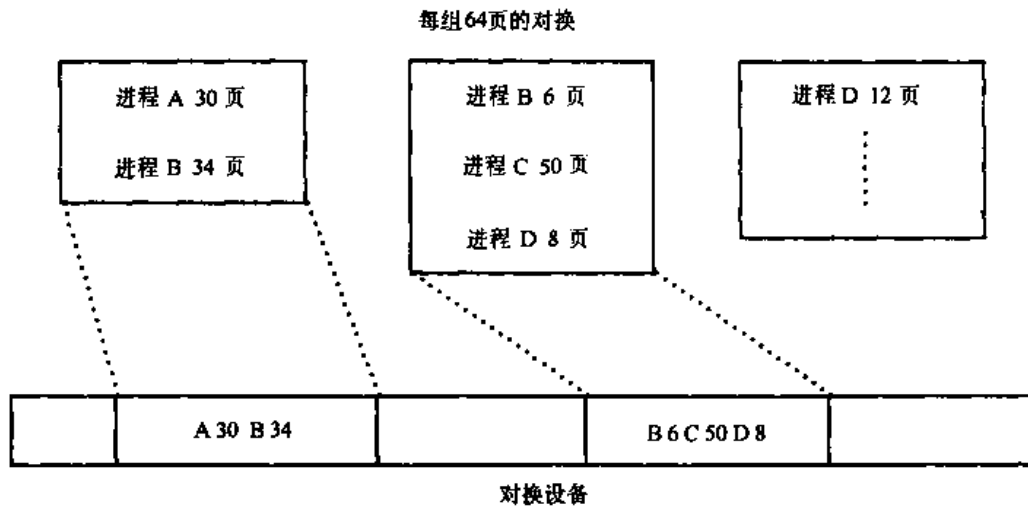 每组64页的对换
进程 A 30 页
进程 B 34 页
进程 B 6 页
进程 C 50 页
进程 D 8 页
进程 D 12 页
A 30 B 34
B 6 C 50 D 8
对换设备